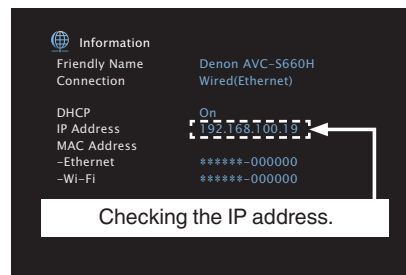 Information
Friendly Name Denon AVC-S660H
Connection Wired(Ethernet)
DHCP On
IP Address 192.168.100.19
MAC Address
-Ethernet ******-000000
-Wi-Fi ******-000000
Checking the IP address.